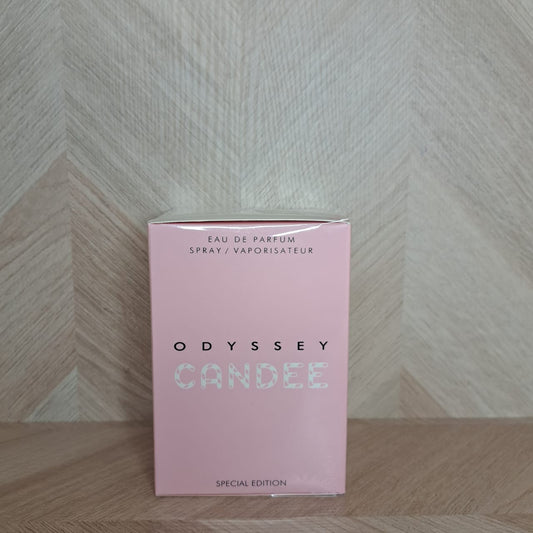 EAU DE PARFUM
SPRAY / VAPORISATEUR
ODYSSEY
CANDEE
SPECIAL EDITION